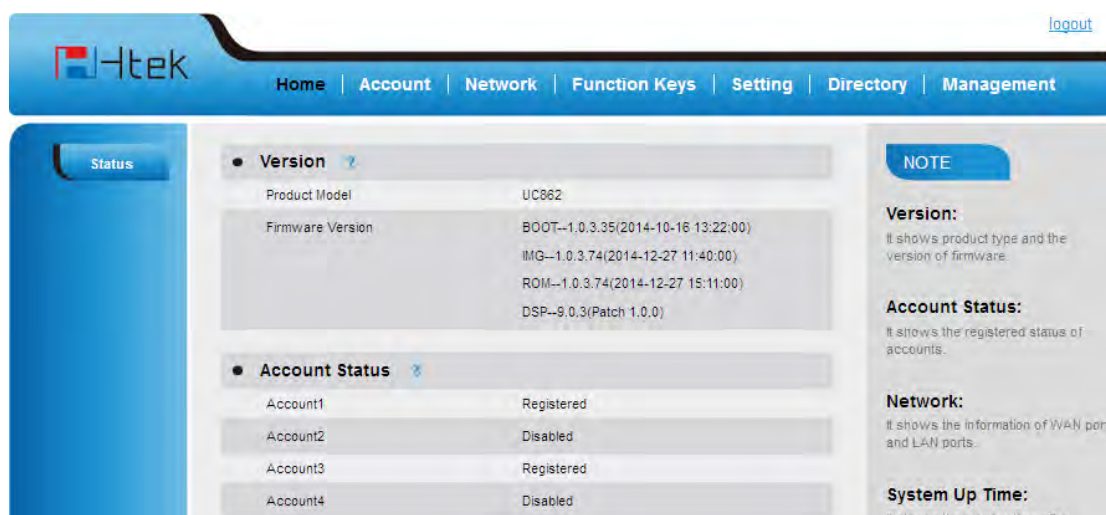 logout
Htek
Home | Account | Network | Function Keys | Setting | Directory | Management
Status
Version ?
Product Model UC862
Firmware Version BOOT--1.0.3.35(2014-10-16 13:22:00)
IMG--1.0.3.74(2014-12-27 11:40:00)
ROM--1.0.3.74(2014-12-27 15:11:00)
DSP--9.0.3(Patch 1.0.0)
Account Status ?
Account1 Registered
Account2 Disabled
Account3 Registered
Account4 Disabled
NOTE
Version:
It shows product type and the
version of firmware.
Account Status:
It shows the registered status of
accounts.
Network:
It shows the information of WAN por
and LAN ports.
System Up Time: